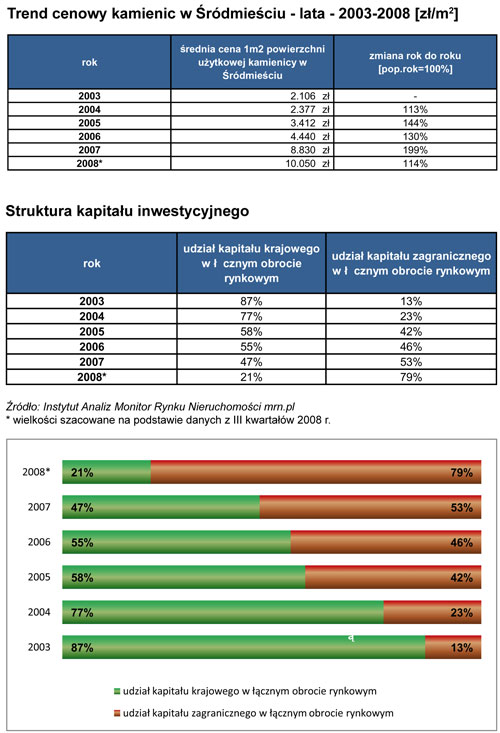 Trend cenowy kamienic w Śródmieściu - lata - 2003-2008 [zł/m²]
rok średnia cena 1m2 powierzchni użytkowej kamienicy w Śródmieściu zmiana rok do roku [pop.rok=100%]
2003 2.106 zł -
2004 2.377 zł 113%
2005 3.412 zł 144%
2006 4.440 zł 130%
2007 8.830 zł 199%
2008* 10.050 zł 114%
Struktura kapitału inwestycyjnego
rok udział kapitału krajowego w ł cznym obrocie rynkowym udział kapitału zagranicznego w ł cznym obrocie rynkowym
2003 87% 13%
2004 77% 23%
2005 58% 42%
2006 55% 46%
2007 47% 53%
2008* 21% 79%
Źródło: Instytut Analiz Monitor Rynku Nieruchomości mrn.pl
* wielkości szacowane na podstawie danych z III kwartałów 2008 r.
2008* 21% 79%
2007 47% 53%
2006 55% 46%
2005 58% 42%
2004 77% 23%
ą
2003 87% 13%
udział kapitału krajowego w łącznym obrocie rynkowym
udział kapitału zagranicznego w łącznym obrocie rynkowym